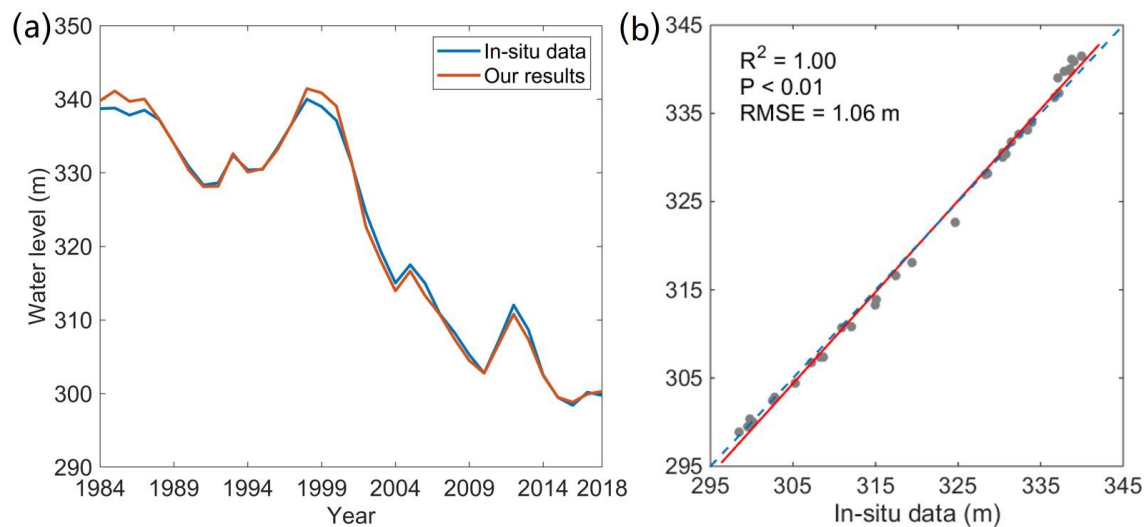 (a)
350
340
330
320
310
300
290
Water level (m)
In-situ data
Our results
1984 1989 1994 1999 2004 2009 2014 2018
Year
(b)
345
335
325
315
305
295
R² = 1.00
P < 0.01
RMSE = 1.06 m
295 305 315 325 335 345
In-situ data (m)